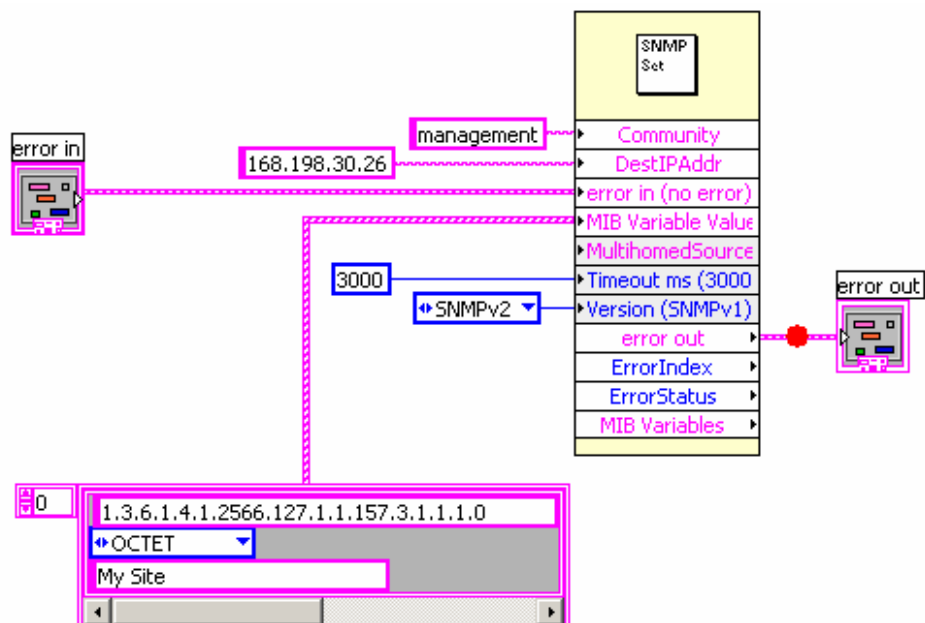 SNMP
Set
management
Community
168.198.30.26
DestIPAddr
error in
error in (no error)
MIB Variable Value
MultihomedSource
3000
Timeout ms (3000
SNMPv2
Version (SNMPv1)
error out
error out
ErrorIndex
ErrorStatus
MIB Variables
0
1.3.6.1.4.1.2566.127.1.1.157.3.1.1.1.0
OCTET
My Site